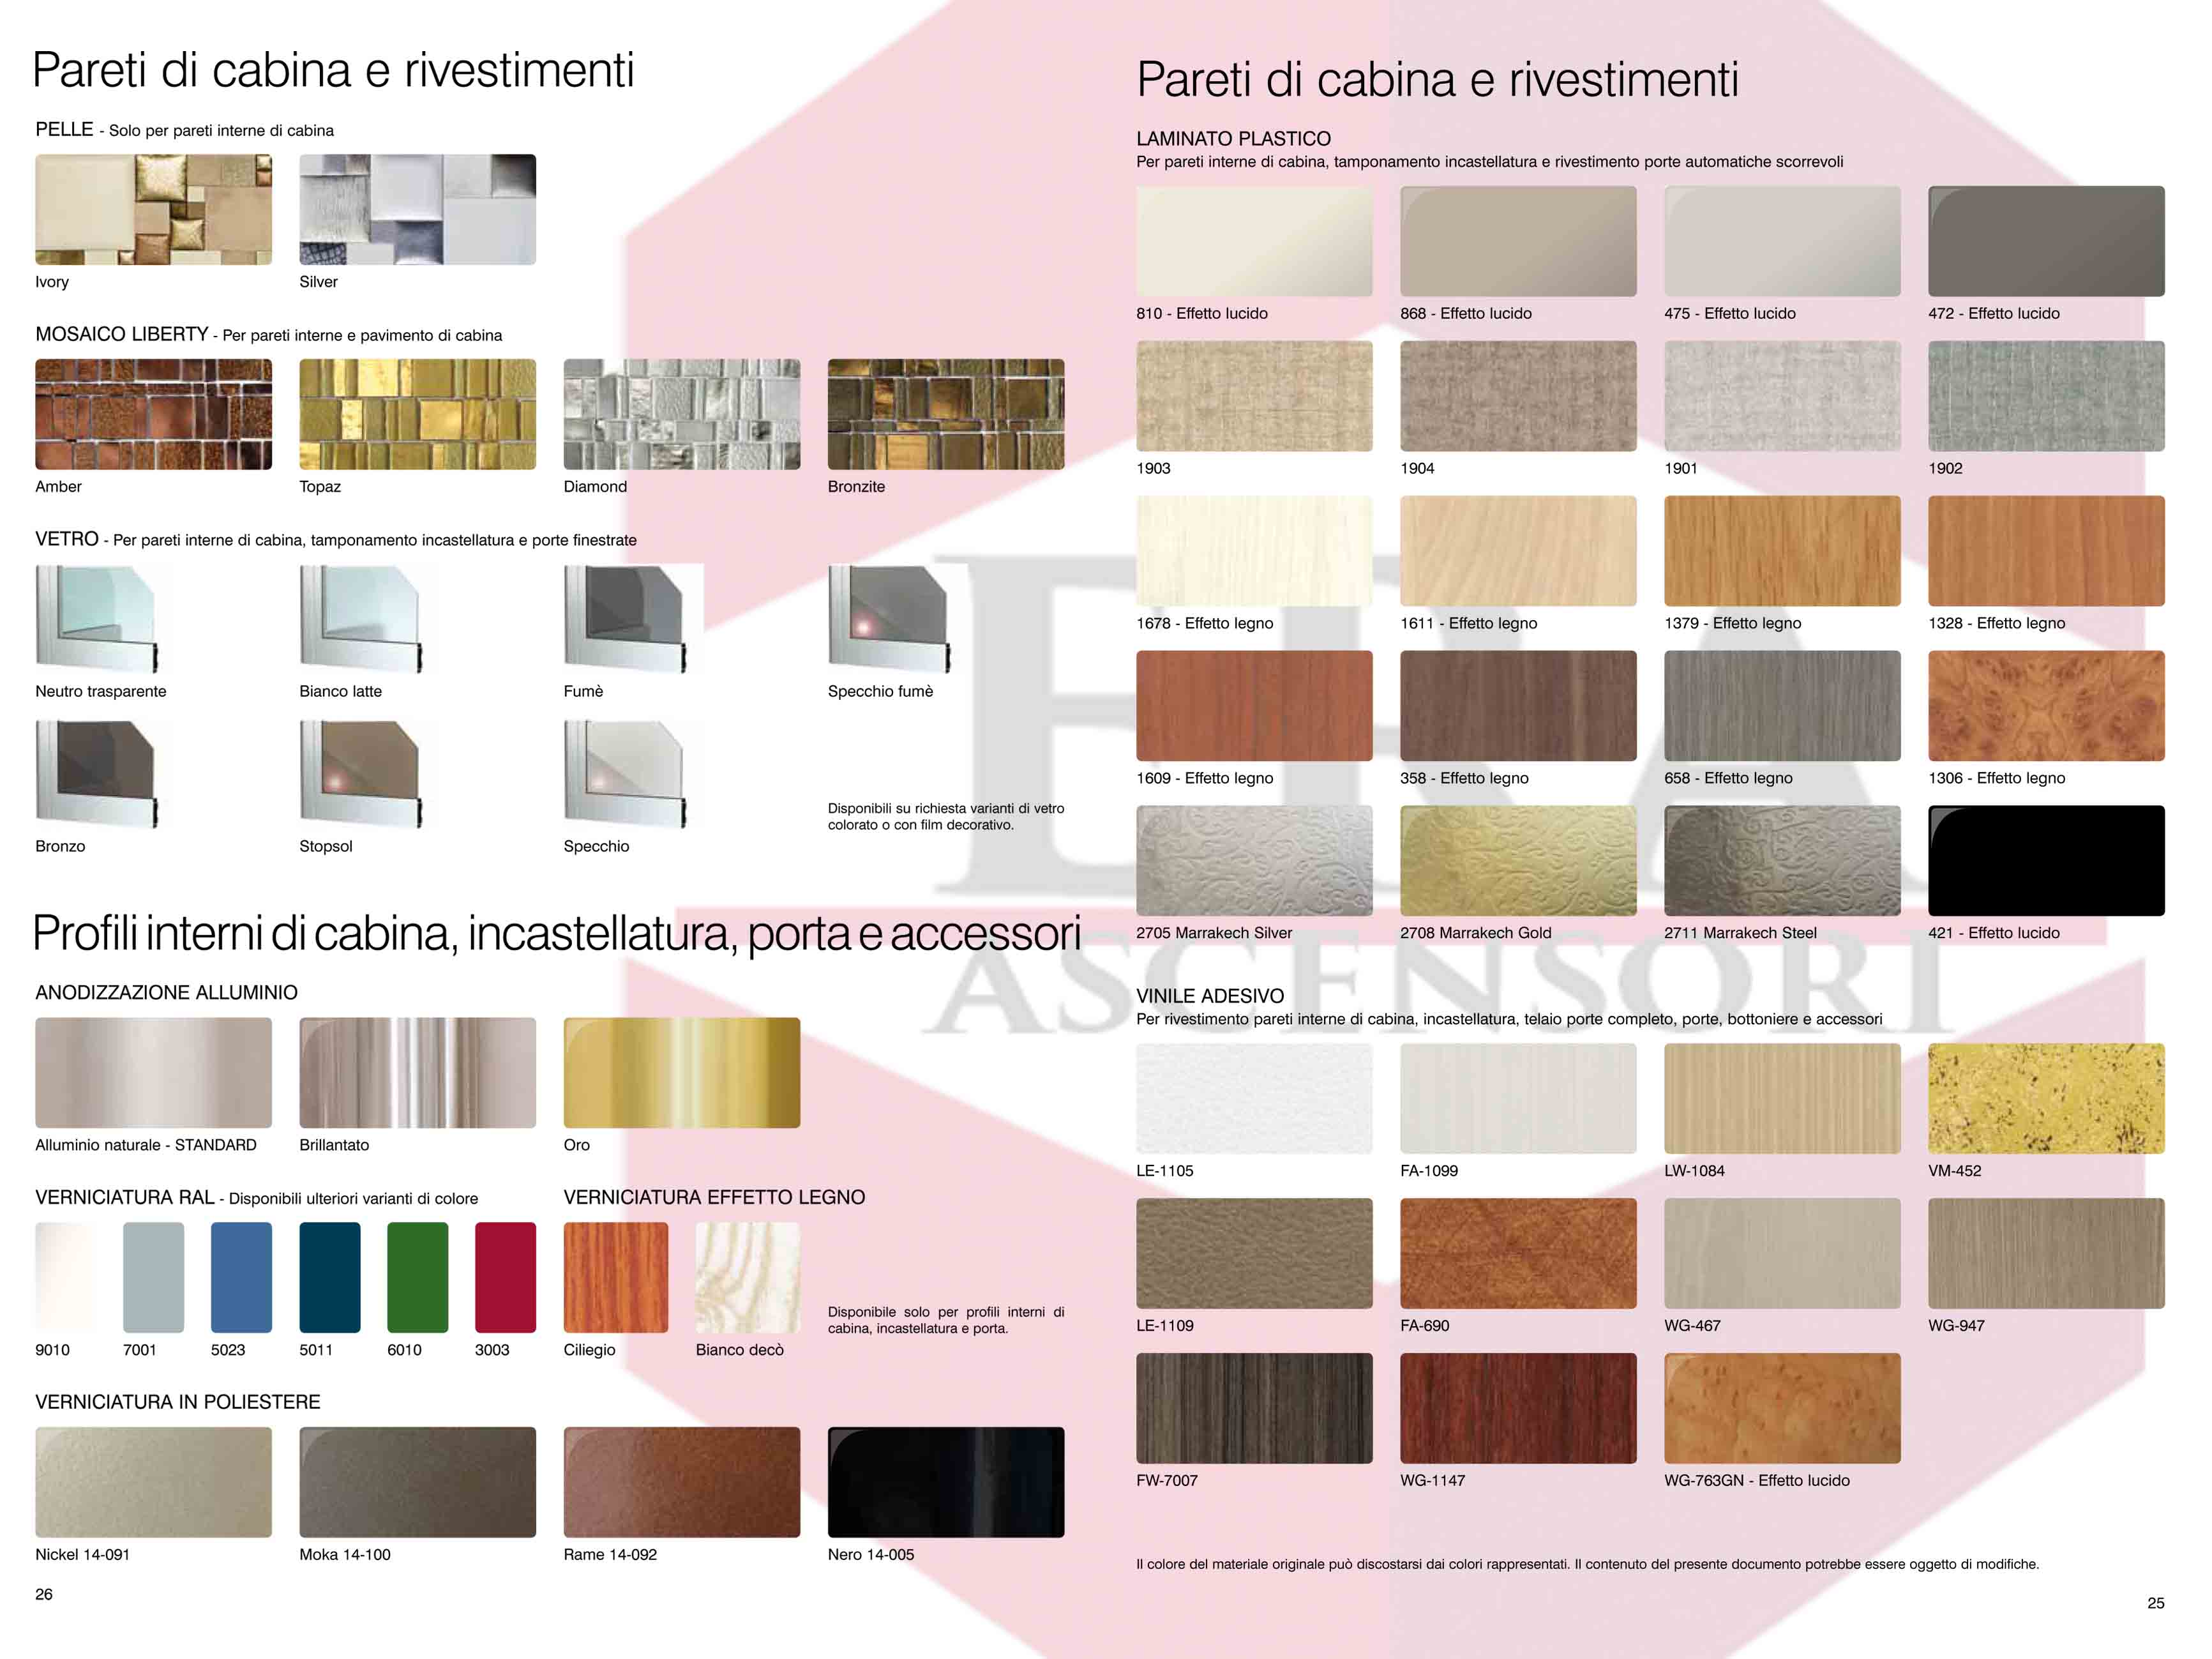 Pareti di cabina e rivestimenti
PELLE - Solo per pareti interne di cabina
Ivory
Silver
MOSAICO LIBERTY - Per pareti interne e pavimento di cabina
Amber
Topaz
Diamond
Bronzite
VETRO - Per pareti interne di cabina, tamponamento incastellatura e porte finestrate
Neutro trasparente
Bianco latte
Fumè
Specchio fumè
Bronzo
Stopsol
Specchio
Disponibili su richiesta varianti di vetro
colorato o con film decorativo.
Profili interni di cabina, incastellatura, porta e accessori
ANODIZZAZIONE ALLUMINIO
Alluminio naturale - STANDARD
Brillantato
Oro
VERNICIATURA RAL - Disponibili ulteriori varianti di colore
9010
7001
5023
5011
6010
3003
VERNICIATURA EFFETTO LEGNO
Ciliegio
Bianco decò
Disponibile solo per profili interni di
cabina, incastellatura e porta.
VERNICIATURA IN POLIESTERE
Nickel 14-091
Moka 14-100
Rame 14-092
Nero 14-005
26
Pareti di cabina e rivestimenti
LAMINATO PLASTICO
Per pareti interne di cabina, tamponamento incastellatura e rivestimento porte automatiche scorrevoli
810 - Effetto lucido
868 - Effetto lucido
475 - Effetto lucido
472 - Effetto lucido
1903
1904
1901
1902
1678 - Effetto legno
1611 - Effetto legno
1379 - Effetto legno
1328 - Effetto legno
1609 - Effetto legno
358 - Effetto legno
658 - Effetto legno
1306 - Effetto legno
2705 Marrakech Silver
2708 Marrakech Gold
2711 Marrakech Steel
421 - Effetto lucido
VINILE ADESIVO
Per rivestimento pareti interne di cabina, incastellatura, telaio porte completo, porte, bottoniere e accessori
LE-1105
FA-1099
LW-1084
VM-452
LE-1109
FA-690
WG-467
WG-947
FW-7007
WG-1147
WG-763GN - Effetto lucido
Il colore del materiale originale può discostarsi dai colori rappresentati. Il contenuto del presente documento potrebbe essere oggetto di modifiche.
25
ERA
ASCENSORI